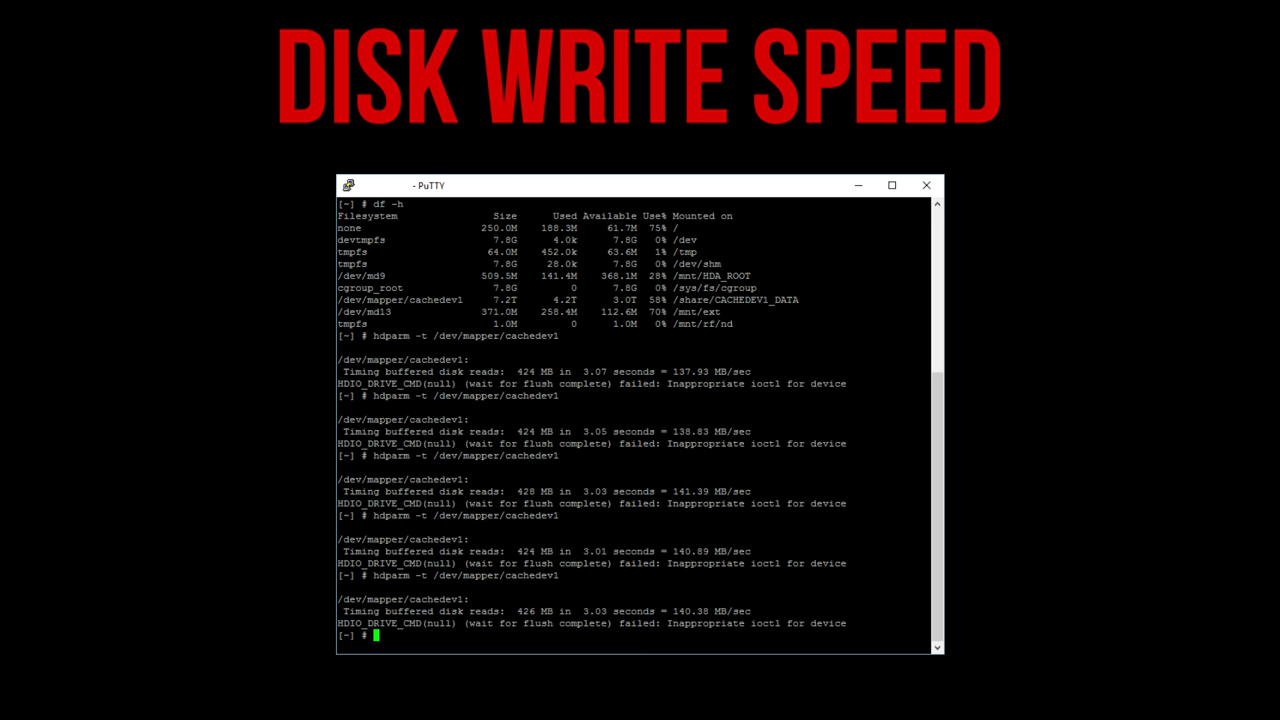 DISK WRITE SPEED
- PuTTY
[~] # df -h
Filesystem                Size      Used Available Use% Mounted on
none                    250.0M    188.3M     61.7M  75% /
devtmpfs                  7.8G      4.0k      7.8G   0% /dev
tmpfs                    64.0M    452.0k     63.6M   1% /tmp
tmpfs                     7.8G     28.0k      7.8G   0% /dev/shm
/dev/md9                509.5M    141.4M    368.1M  28% /mnt/HDA_ROOT
cgroup_root               7.8G         0      7.8G   0% /sys/fs/cgroup
/dev/mapper/cachedev1     7.2T      4.2T      3.0T  58% /share/CACHEDEV1_DATA
/dev/md13               371.0M    258.4M    112.6M  70% /mnt/ext
tmpfs                     1.0M         0      1.0M   0% /mnt/rf/nd
[~] # hdparm -t /dev/mapper/cachedev1
/dev/mapper/cachedev1:
Timing buffered disk reads:  424 MB in  3.07 seconds = 137.93 MB/sec
HDIO_DRIVE_CMD(null) (wait for flush complete) failed: Inappropriate ioctl for device
[~] # hdparm -t /dev/mapper/cachedev1
/dev/mapper/cachedev1:
Timing buffered disk reads:  424 MB in  3.05 seconds = 138.83 MB/sec
HDIO_DRIVE_CMD(null) (wait for flush complete) failed: Inappropriate ioctl for device
[~] # hdparm -t /dev/mapper/cachedev1
/dev/mapper/cachedev1:
Timing buffered disk reads:  428 MB in  3.03 seconds = 141.39 MB/sec
HDIO_DRIVE_CMD(null) (wait for flush complete) failed: Inappropriate ioctl for device
[~] # hdparm -t /dev/mapper/cachedev1
/dev/mapper/cachedev1:
Timing buffered disk reads:  424 MB in  3.01 seconds = 140.89 MB/sec
HDIO_DRIVE_CMD(null) (wait for flush complete) failed: Inappropriate ioctl for device
[~] # hdparm -t /dev/mapper/cachedev1
/dev/mapper/cachedev1:
Timing buffered disk reads:  426 MB in  3.03 seconds = 140.38 MB/sec
HDIO_DRIVE_CMD(null) (wait for flush complete) failed: Inappropriate ioctl for device
[~] #